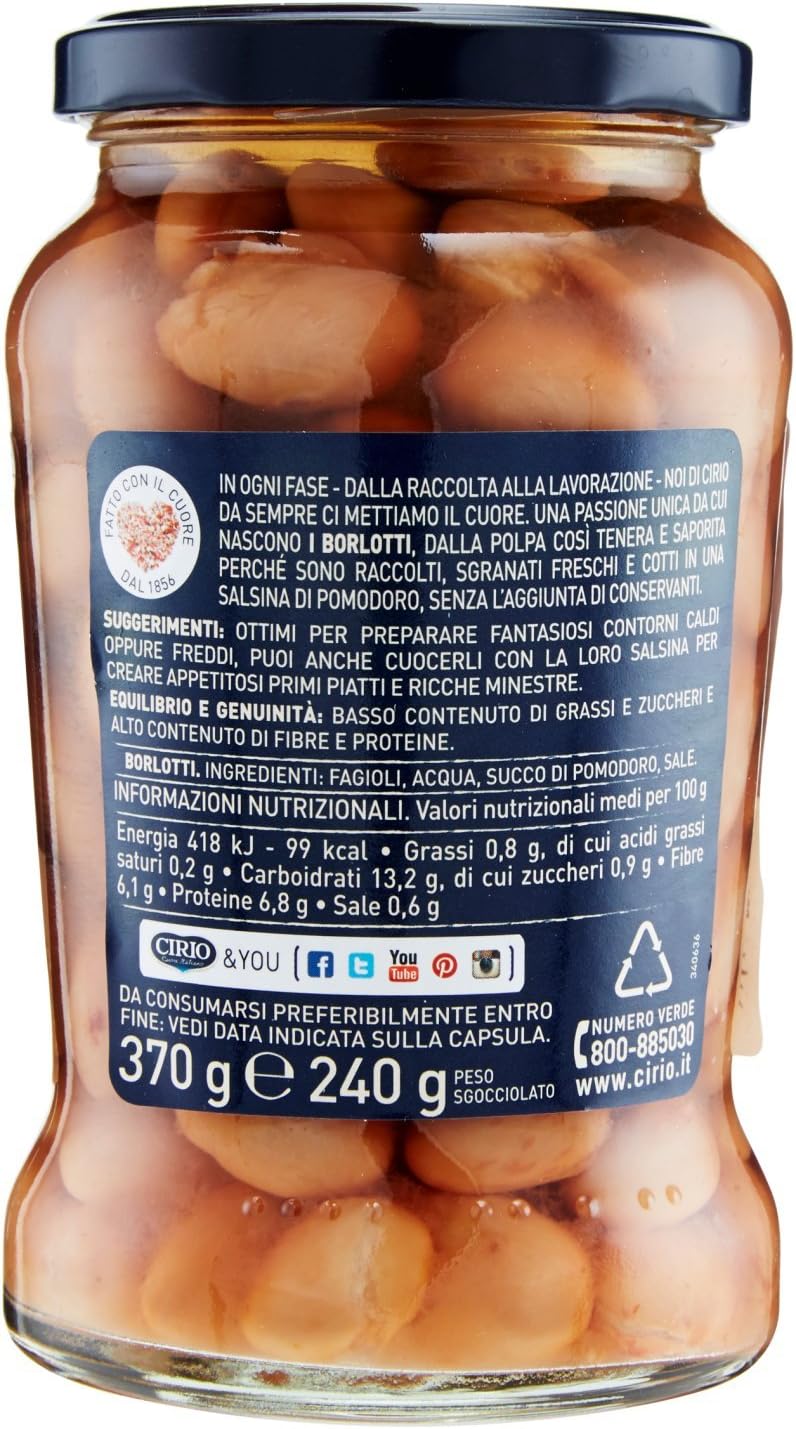 FATTO CON IL CUORE
DAL 1856
IN OGNI FASE - DALLA RACCOLTA ALLA LAVORAZIONE - NOI DI CIRIO
DA SEMPRE CI METTIAMO IL CUORE. UNA PASSIONE UNICA DA CUI
NASCONO I BORLOTTI, DALLA POLPA COSÌ TENERA E SAPORITA
PERCHÉ SONO RACCOLTI, SGRANATI FRESCHI E COTTI IN UNA
SALSINA DI POMODORO, SENZA L'AGGIUNTA DI CONSERVANTI.
SUGGERIMENTI: OTTIMI PER PREPARARE FANTASIOSI CONTORNI CALDI
OPPURE FREDDI, PUOI ANCHE CUOCERLI CON LA LORO SALSINA PER
CREARE APPETITOSI PRIMI PIATTI E RICCHE MINESTRE.
EQUILIBRIO E GENUINITÀ: BASSO CONTENUTO DI GRASSI E ZUCCHERI E
ALTO CONTENUTO DI FIBRE E PROTEINE.
BORLOTTI. INGREDIENTI: FAGIOLI, ACQUA, SUCCO DI POMODORO, SALE.
INFORMAZIONI NUTRIZIONALI. Valori nutrizionali medi per 100 g
Energia 418 kJ - 99 kcal • Grassi 0,8 g, di cui acidi grassi
saturi 0,2 g • Carboidrati 13,2 g, di cui zuccheri 0,9 g • Fibre
6,1 g • Proteine 6,8 g • Sale 0,6 g
CIRIO
Cuore Italiano
&YOU
You
Tube
340636
DA CONSUMARSI PREFERIBILMENTE ENTRO
FINE: VEDI DATA INDICATA SULLA CAPSULA.
370 g e 240 g PESO
SGOCCIOLATO
NUMERO VERDE
800-885030
www.cirio.it